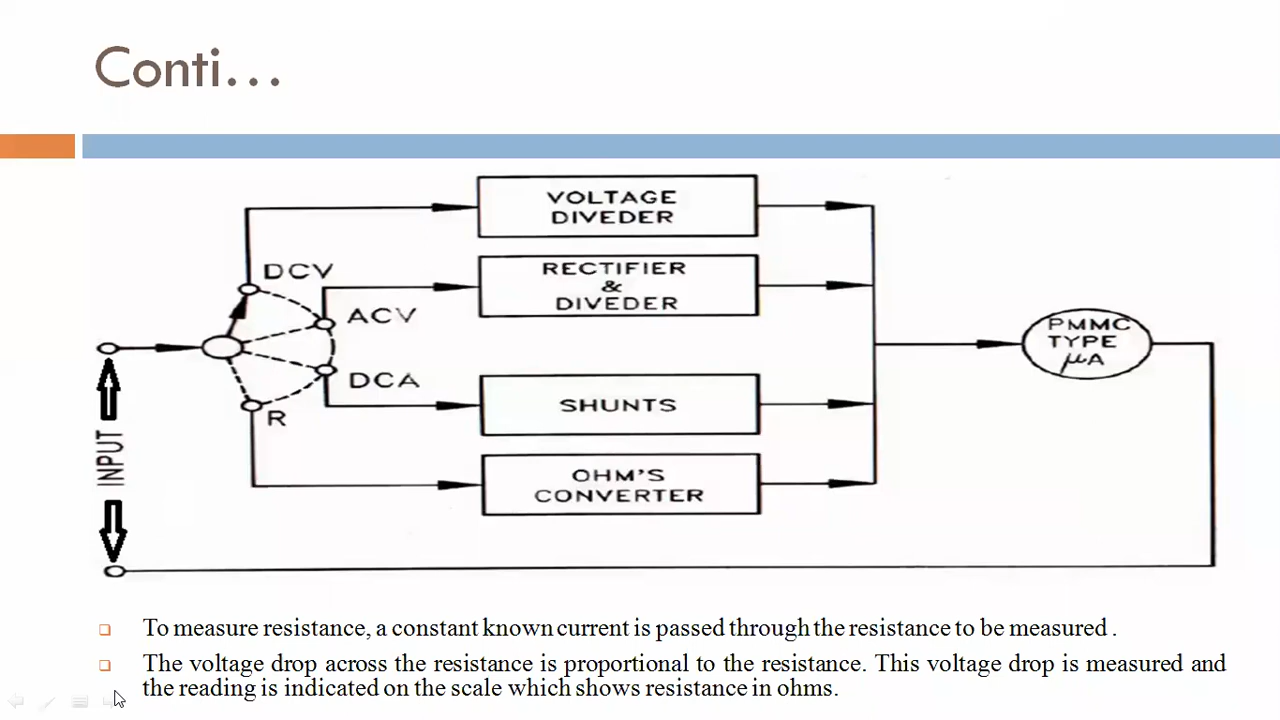 Conti…
VOLTAGE
DIVEDER
DCV
RECTIFIER
&
DIVEDER
ACV
PMMC
TYPE
μA
DCA
SHUNTS
R
INPUT
OHM'S
CONVERTER
To measure resistance, a constant known current is passed through the resistance to be measured .
The voltage drop across the resistance is proportional to the resistance. This voltage drop is measured and
the reading is indicated on the scale which shows resistance in ohms.